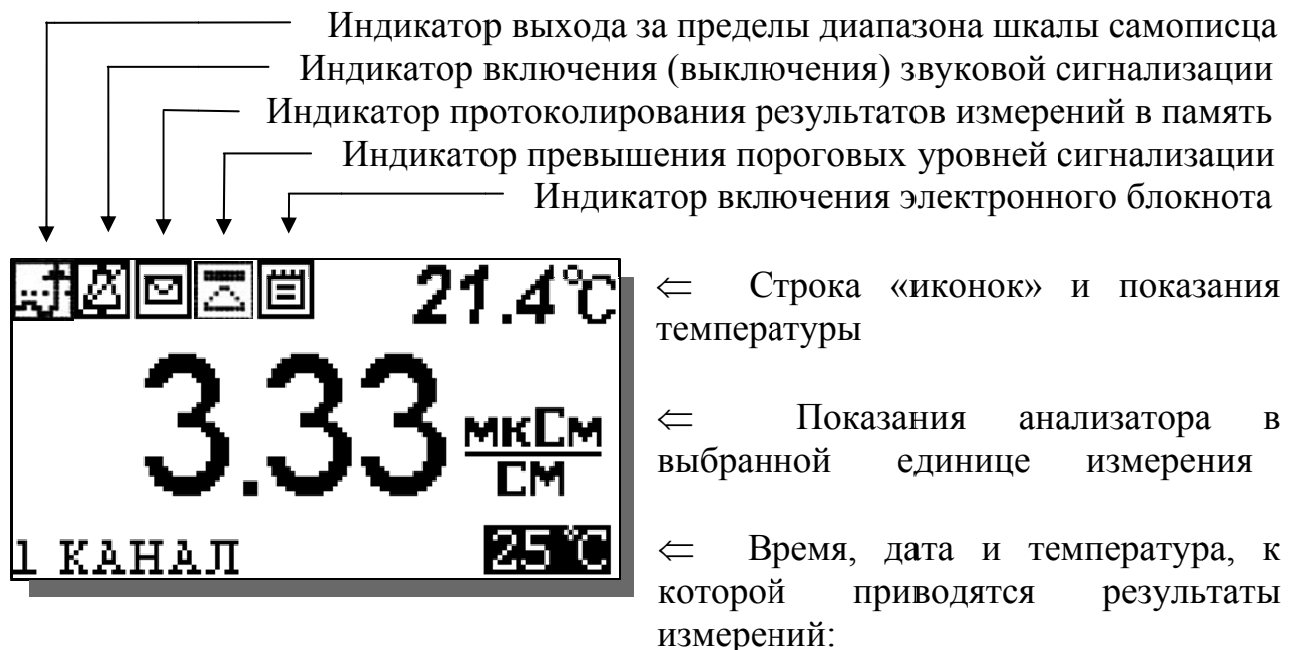 Индикатор выхода за пределы диапазона шкалы самописца
Индикатор включения (выключения) звуковой сигнализации
Индикатор протоколирования результатов измерений в память
Индикатор превышения пороговых уровней сигнализации
Индикатор включения электронного блокнота
21.4°C
3.33 мкСм
см
1 КАНАЛ 25°C
⇐ Строка «иконок» и показания
температуры
⇐ Показания анализатора в
выбранной единице измерения
⇐ Время, дата и температура, к
которой приводятся результаты
измерений: